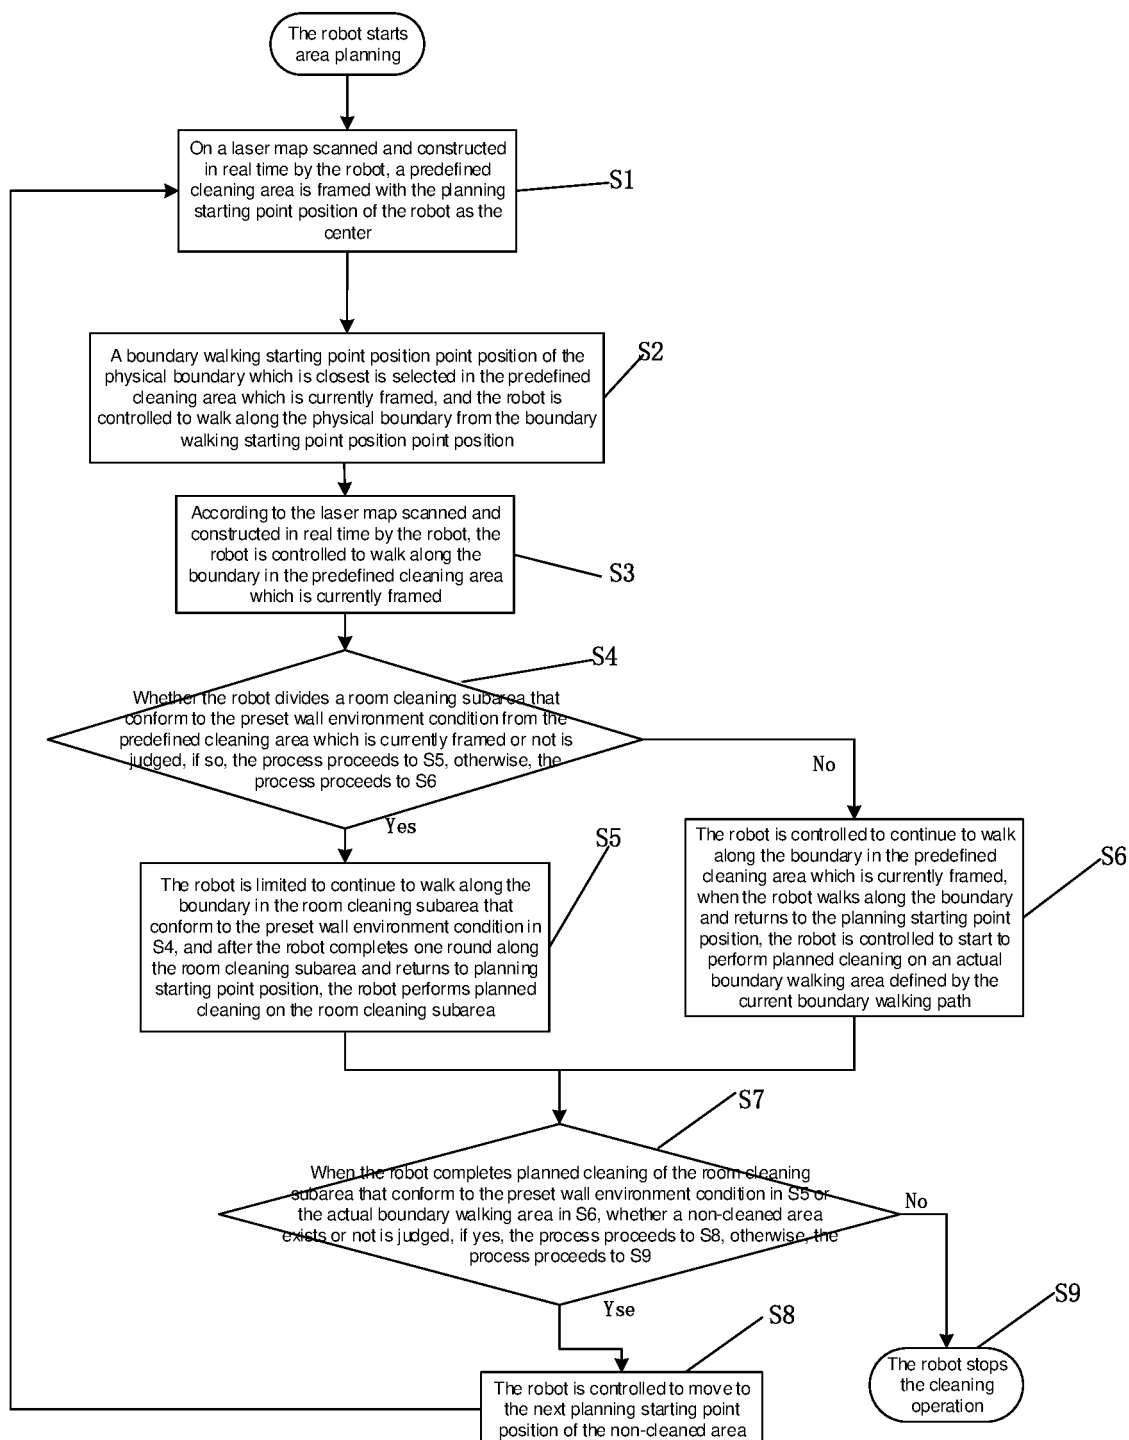 The robot starts
area planning
On a laser map scanned and constructed
in real time by the robot, a predefined
cleaning area is framed with the planning
starting point position of the robot as the
center
S1
A boundary walking starting point position point position of the
physical boundary which is closest is selected in the predefined
cleaning area which is currently framed, and the robot is
controlled to walk along the physical boundary from the boundary
walking starting point position point position
S2
According to the laser map scanned and
constructed in real time by the robot, the
robot is controlled to walk along the
boundary in the predefined cleaning area
which is currently framed
S3
S4
Whether the robot divides a room cleaning subarea that
conform to the preset wall environment condition from the
predefined cleaning area which is currently framed or not is
judged, if so, the process proceeds to S5, otherwise, the
process proceeds to S6
No
Yes
S5
The robot is limited to continue to walk along the
boundary in the room cleaning subarea that
conform to the preset wall environment condition in
S4, and after the robot completes one round along
the room cleaning subarea and returns to planning
starting point position, the robot performs planned
cleaning on the room cleaning subarea
The robot is controlled to continue to walk
along the boundary in the predefined
cleaning area which is currently framed,
when the robot walks along the boundary
and returns to the planning starting point
position, the robot is controlled to start to
perform planned cleaning on an actual
boundary walking area defined by the
current boundary walking path
S6
S7
When the robot completes planned cleaning of the room cleaning
subarea that conform to the preset wall environment condition in S5 or
the actual boundary walking area in S6, whether a non-cleaned area
exists or not is judged, if yes, the process proceeds to S8, otherwise, the
process proceeds to S9
No
Yse
S8
The robot is controlled to move to
the next planning starting point
position of the non-cleaned area
S9
The robot stops
the cleaning
operation